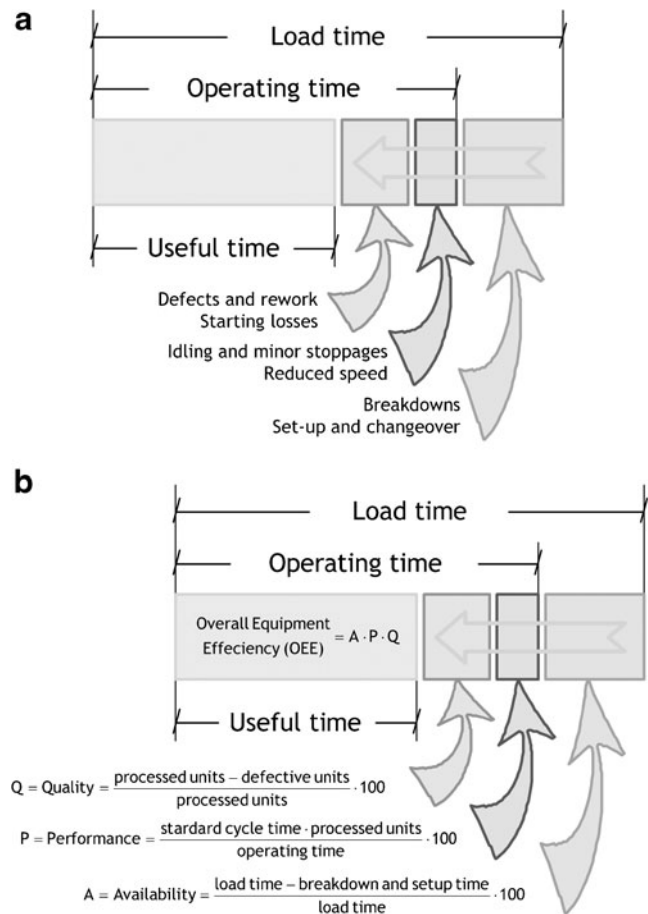 a
Load time
Operating time
Useful time
Defects and rework
Starting losses
Idling and minor stoppages
Reduced speed
Breakdowns
Set-up and changeover
b
Load time
Operating time
Overall Equipment
Effeciency (OEE) = A · P · Q
Useful time
Q = Quality = processed units − defective units / processed units · 100
P = Performance = stardard cycle time · processed units / operating time · 100
A = Availability = load time − breakdown and setup time / load time · 100